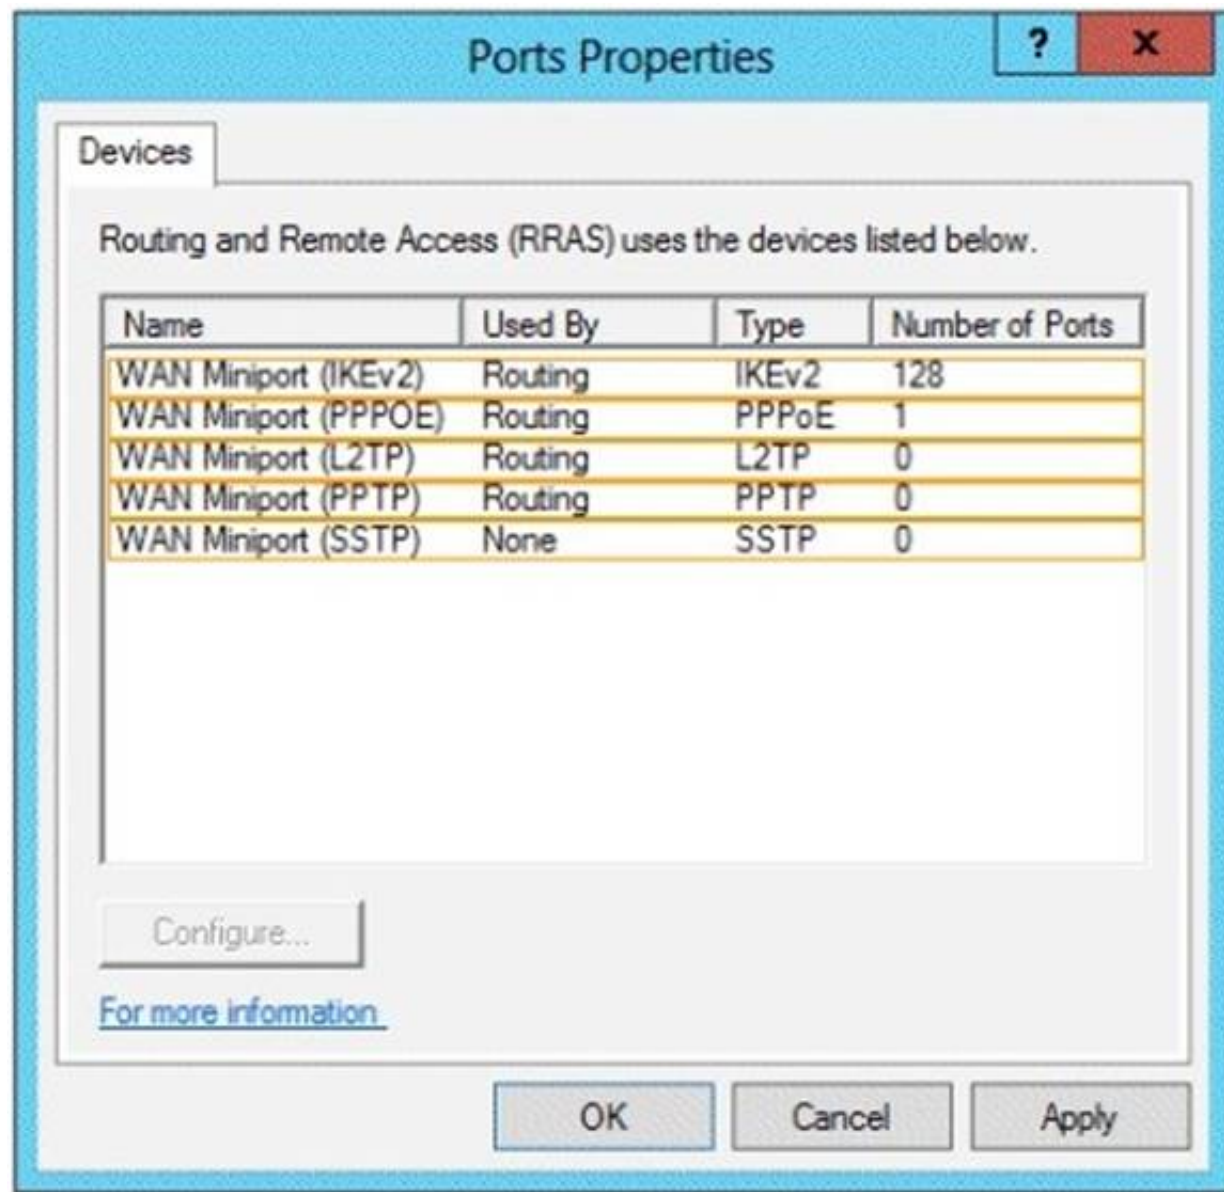 Ports Properties
? x
Devices
Routing and Remote Access (RRAS) uses the devices listed below.
Name Used By Type Number of Ports
WAN Miniport (IKEv2) Routing IKEv2 128
WAN Miniport (PPPOE) Routing PPPoE 1
WAN Miniport (L2TP) Routing L2TP 0
WAN Miniport (PPTP) Routing PPTP 0
WAN Miniport (SSTP) None SSTP 0
Configure...
For more information
OK Cancel Apply